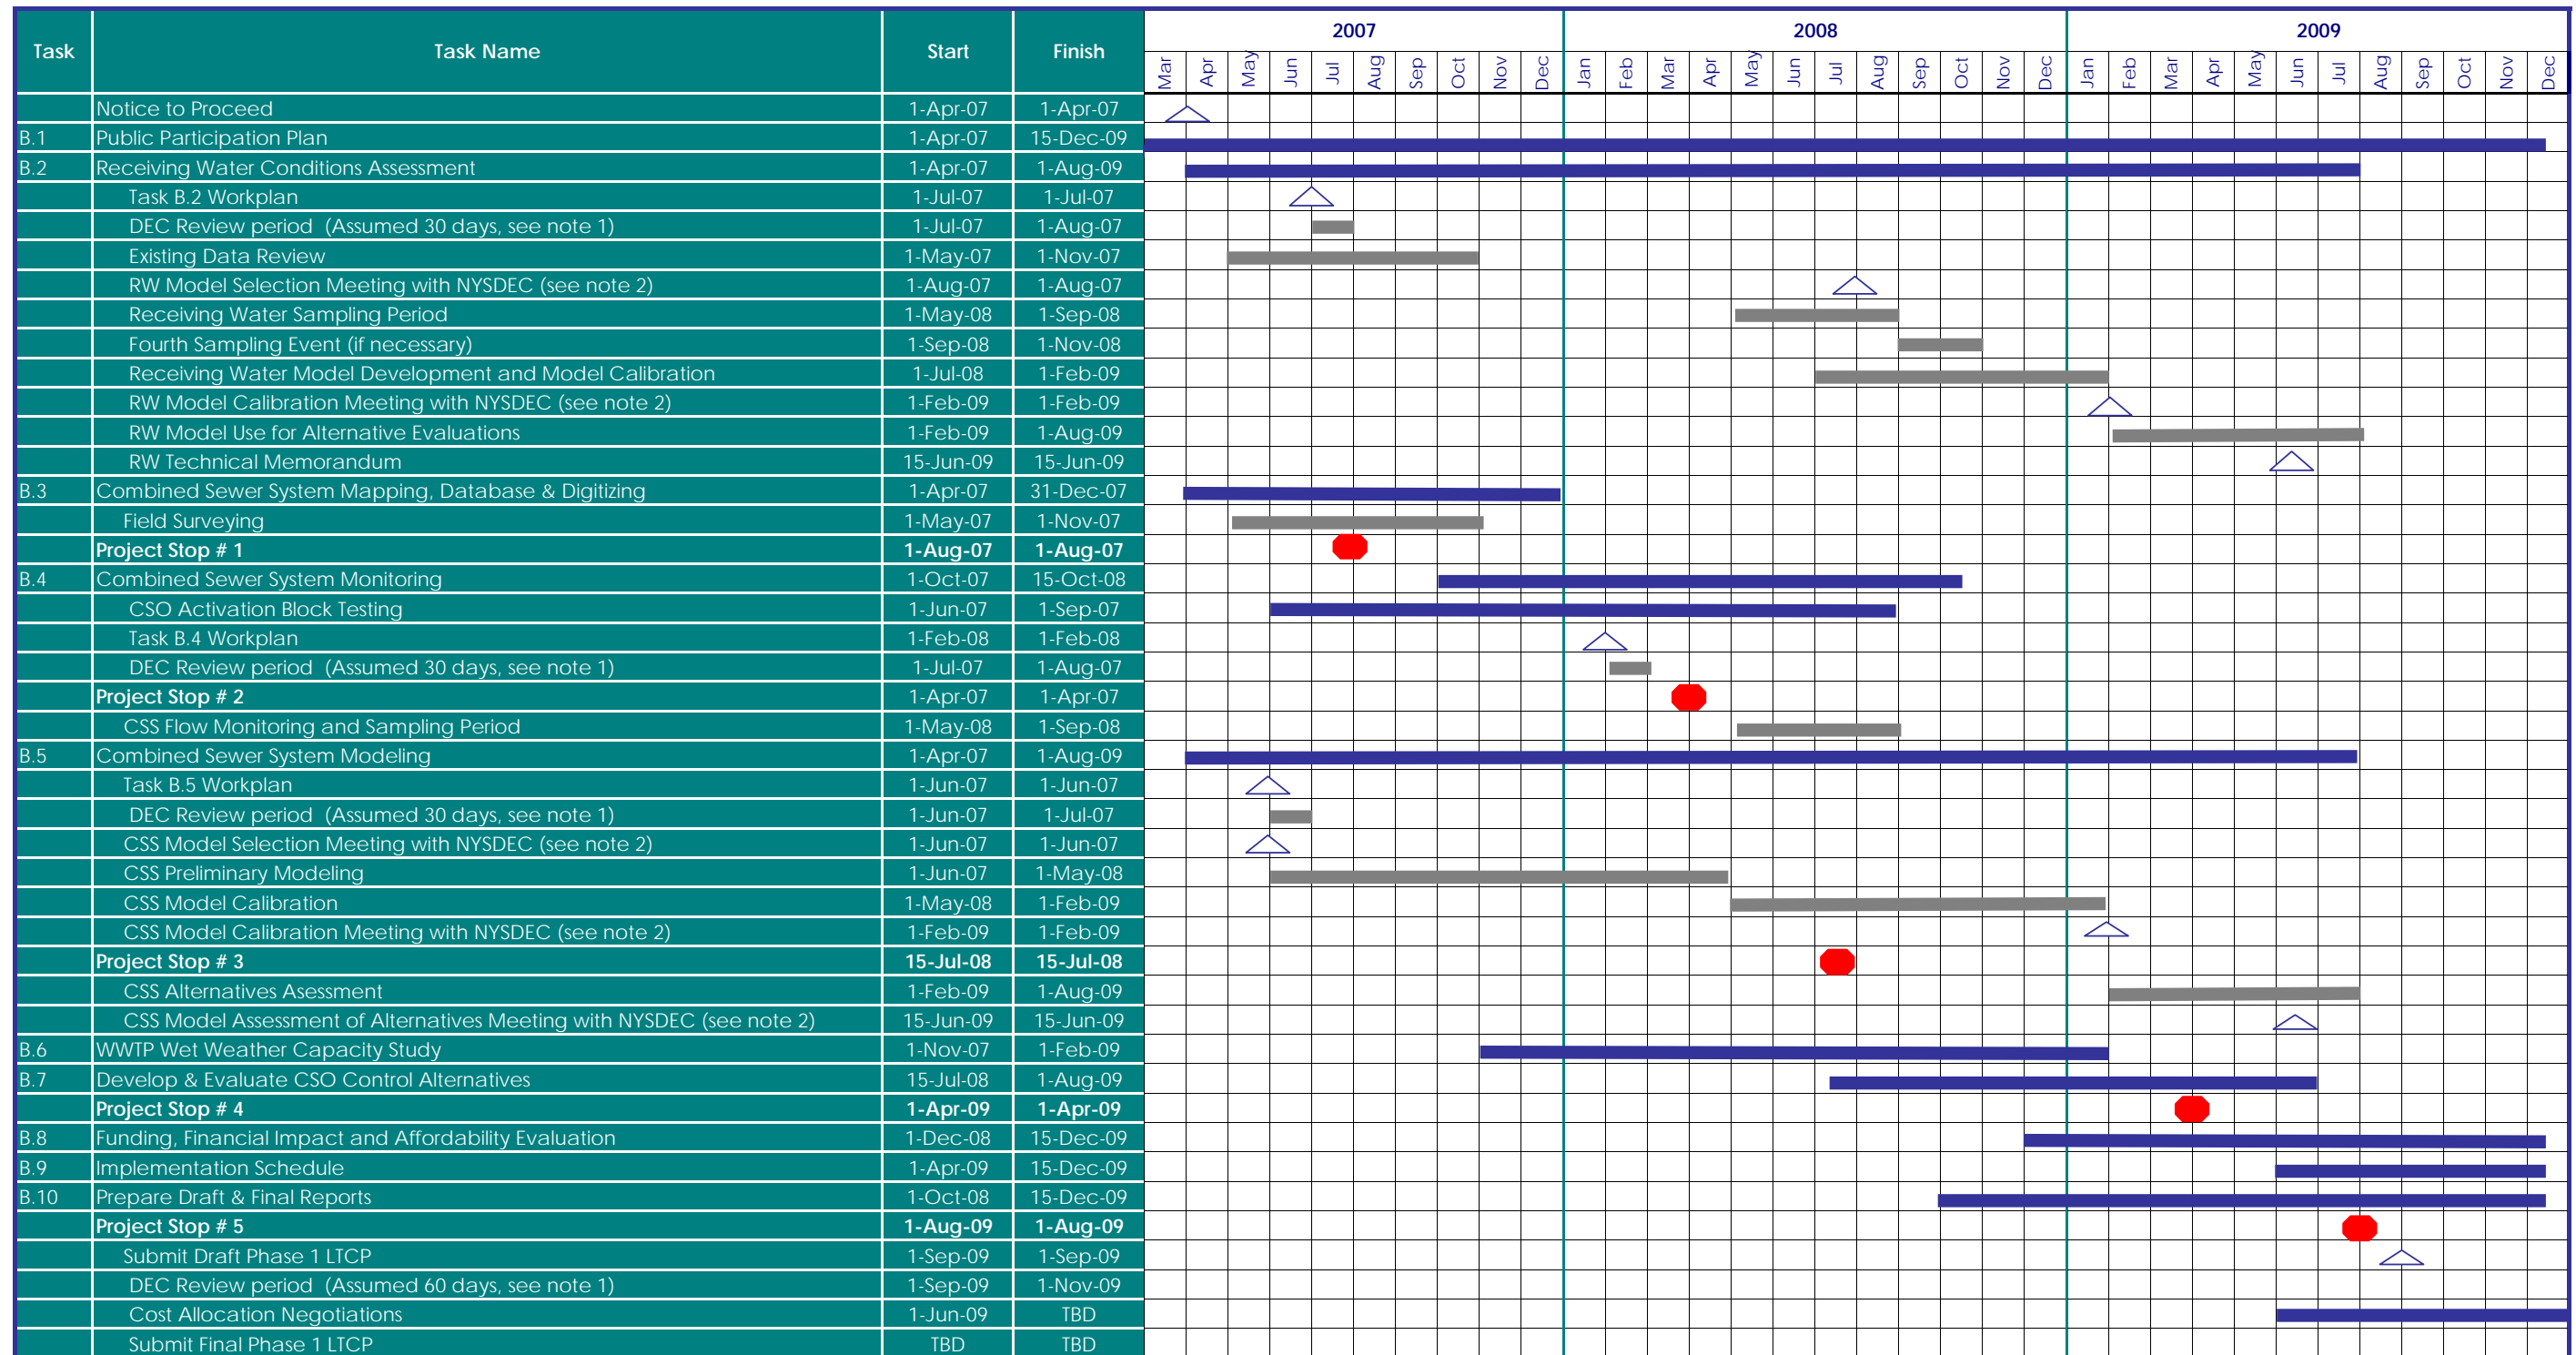 Task Task Name Start Finish 2007 2008 2009
Mar Apr May Jun Jul Aug Sep Oct Nov Dec Jan Feb Mar Apr May Jun Jul Aug Sep Oct Nov Dec Jan Feb Mar Apr May Jun Jul Aug Sep Oct Nov Dec
Notice to Proceed 1-Apr-07 1-Apr-07
B.1 Public Participation Plan 1-Apr-07 15-Dec-09
B.2 Receiving Water Conditions Assessment 1-Apr-07 1-Aug-09
Task B.2 Workplan 1-Jul-07 1-Jul-07
DEC Review period (Assumed 30 days, see note 1) 1-Jul-07 1-Aug-07
Existing Data Review 1-May-07 1-Nov-07
RW Model Selection Meeting with NYSDEC (see note 2) 1-Aug-07 1-Aug-07
Receiving Water Sampling Period 1-May-08 1-Sep-08
Fourth Sampling Event (if necessary) 1-Sep-08 1-Nov-08
Receiving Water Model Development and Model Calibration 1-Jul-08 1-Feb-09
RW Model Calibration Meeting with NYSDEC (see note 2) 1-Feb-09 1-Feb-09
RW Model Use for Alternative Evaluations 1-Feb-09 1-Aug-09
RW Technical Memorandum 15-Jun-09 15-Jun-09
B.3 Combined Sewer System Mapping, Database & Digitizing 1-Apr-07 31-Dec-07
Field Surveying 1-May-07 1-Nov-07
Project Stop # 1 1-Aug-07 1-Aug-07
B.4 Combined Sewer System Monitoring 1-Oct-07 15-Oct-08
CSO Activation Block Testing 1-Jun-07 1-Sep-07
Task B.4 Workplan 1-Feb-08 1-Feb-08
DEC Review period (Assumed 30 days, see note 1) 1-Jul-07 1-Aug-07
Project Stop # 2 1-Apr-07 1-Apr-07
CSS Flow Monitoring and Sampling Period 1-May-08 1-Sep-08
B.5 Combined Sewer System Modeling 1-Apr-07 1-Aug-09
Task B.5 Workplan 1-Jun-07 1-Jun-07
DEC Review period (Assumed 30 days, see note 1) 1-Jun-07 1-Jul-07
CSS Model Selection Meeting with NYSDEC (see note 2) 1-Jun-07 1-Jun-07
CSS Preliminary Modeling 1-Jun-07 1-May-08
CSS Model Calibration 1-May-08 1-Feb-09
CSS Model Calibration Meeting with NYSDEC (see note 2) 1-Feb-09 1-Feb-09
Project Stop # 3 15-Jul-08 15-Jul-08
CSS Alternatives Asessment 1-Feb-09 1-Aug-09
CSS Model Assessment of Alternatives Meeting with NYSDEC (see note 2) 15-Jun-09 15-Jun-09
B.6 WWTP Wet Weather Capacity Study 1-Nov-07 1-Feb-09
B.7 Develop & Evaluate CSO Control Alternatives 15-Jul-08 1-Aug-09
Project Stop # 4 1-Apr-09 1-Apr-09
B.8 Funding, Financial Impact and Affordability Evaluation 1-Dec-08 15-Dec-09
B.9 Implementation Schedule 1-Apr-09 15-Dec-09
B.10 Prepare Draft & Final Reports 1-Oct-08 15-Dec-09
Project Stop # 5 1-Aug-09 1-Aug-09
Submit Draft Phase 1 LTCP 1-Sep-09 1-Sep-09
DEC Review period (Assumed 60 days, see note 1) 1-Sep-09 1-Nov-09
Cost Allocation Negotiations 1-Jun-09 TBD
Submit Final Phase 1 LTCP TBD TBD